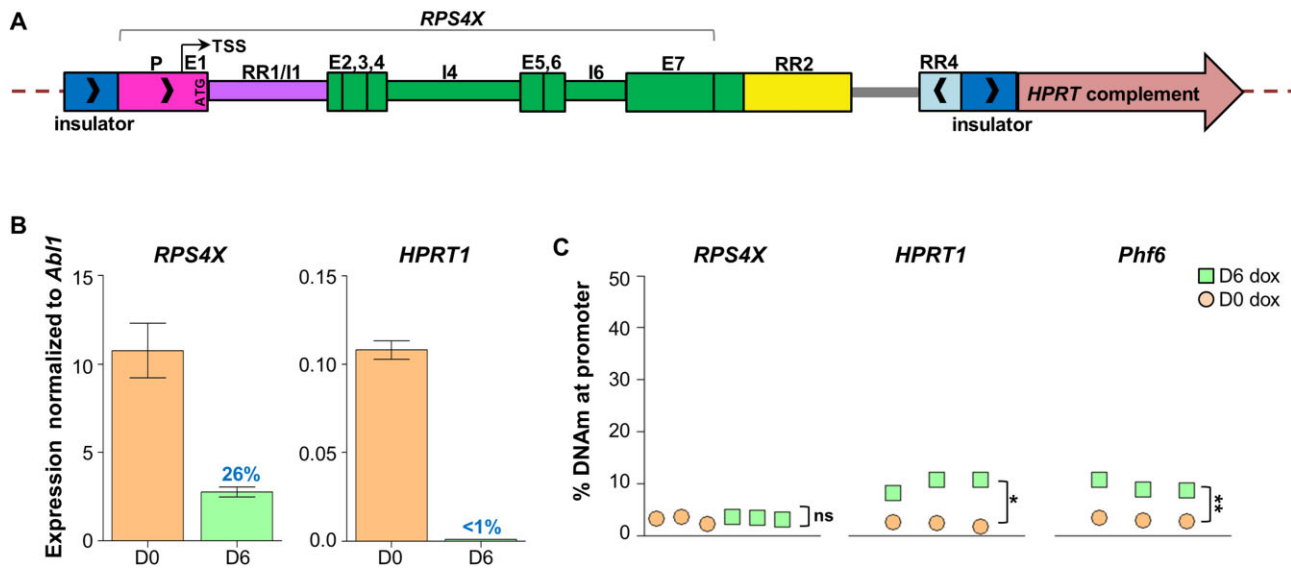 A
RPS4X
TSS
P E1 RR1/I1 E2,3,4 I4 E5,6 I6 E7 RR2 RR4
ATG
HPRT complement
insulator insulator
B
RPS4X HPRT1
Expression normalized to Abl1
15
10
5
0
26%
D0 D6
0.15
0.10
0.05
0.0
<1%
D0 D6
C
RPS4X HPRT1 Phf6
% DNAm at promoter
50
40
30
20
10
0
ns
*
**
D6 dox
D0 dox